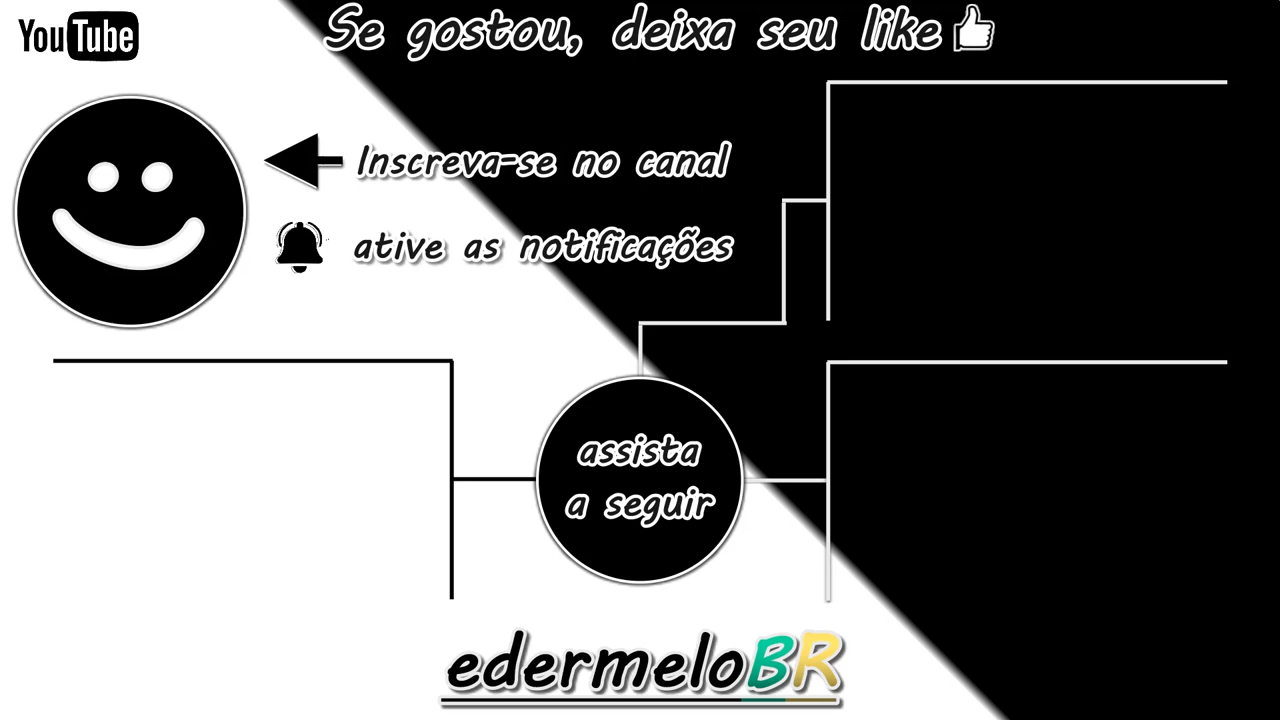 YouTube
Se gostou, deixa seu like
Inscreva-se no canal
ative as notificações
assista
a seguir
edermeloBR